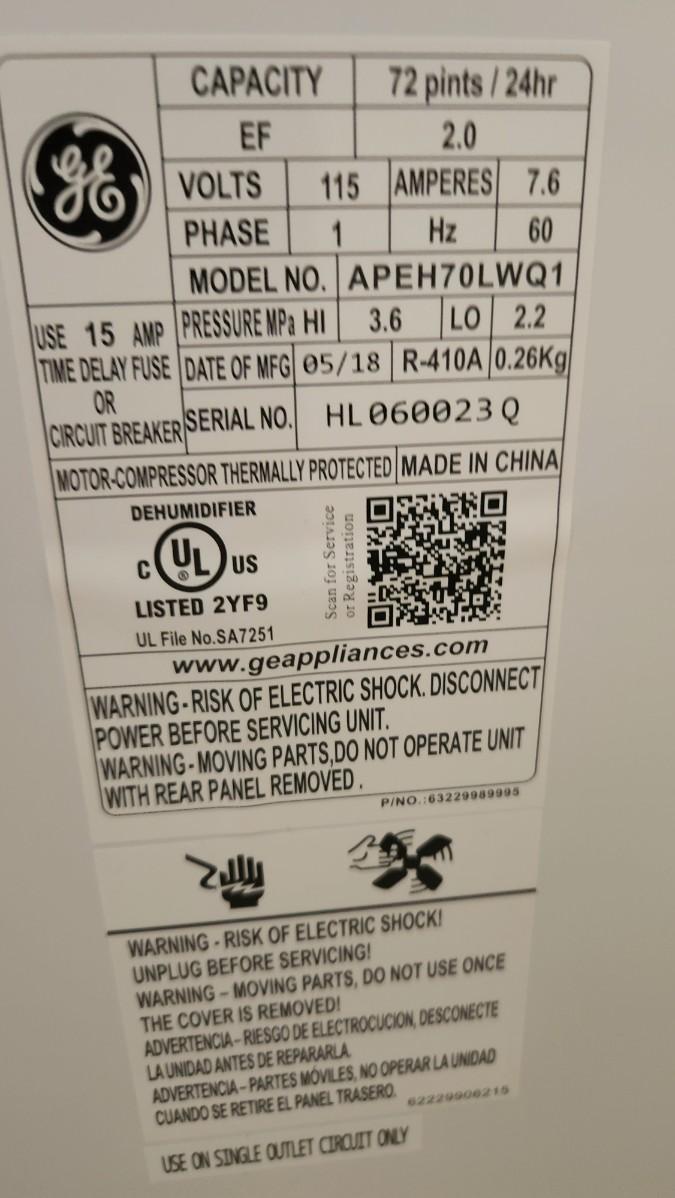 GE
CAPACITY 72 pints / 24hr
EF 2.0
VOLTS 115 AMPERES 7.6
PHASE 1 Hz 60
MODEL NO. APEH70LWQ1
USE 15 AMP
TIME DELAY FUSE
OR
CIRCUIT BREAKER
PRESSURE MPa HI 3.6 LO 2.2
DATE OF MFG 05/18 R-410A 0.26Kg
SERIAL NO. HL 060023 Q
MOTOR-COMPRESSOR THERMALLY PROTECTED MADE IN CHINA
DEHUMIDIFIER
C UL ® US
LISTED 2YF9
UL File No.SA7251
Scan for Service
or Registration
www.geappliances.com
WARNING-RISK OF ELECTRIC SHOCK. DISCONNECT
POWER BEFORE SERVICING UNIT.
WARNING-MOVING PARTS,DO NOT OPERATE UNIT
WITH REAR PANEL REMOVED.
P/NO.:63229989995
WARNING - RISK OF ELECTRIC SHOCK!
UNPLUG BEFORE SERVICING!
WARNING – MOVING PARTS, DO NOT USE ONCE
THE COVER IS REMOVED!
ADVERTENCIA – RIESGO DE ELECTROCUCION, DESCONECTE
LA UNIDAD ANTES DE REPARARLA.
ADVERTENCIA – PARTES MÓVILES, NO OPERAR LA UNIDAD
CUANDO SE RETIRE EL PANEL TRASERO.
62229906215
USE ON SINGLE OUTLET CIRCUIT ONLY